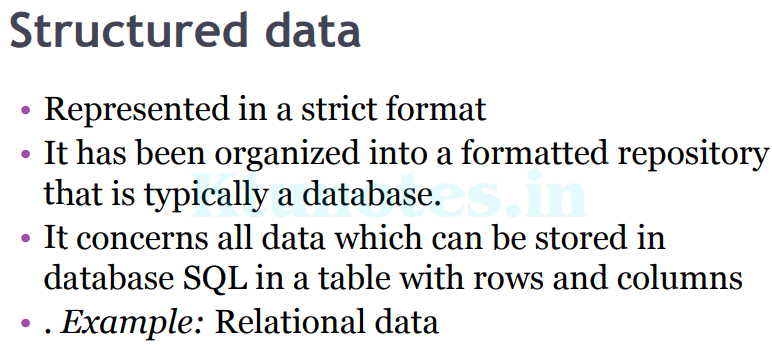 Structured data
• Represented in a strict format
• It has been organized into a formatted repository
that is typically a database.
Ktunotes.in
• It concerns all data which can be stored in
database SQL in a table with rows and columns
• . Example: Relational data